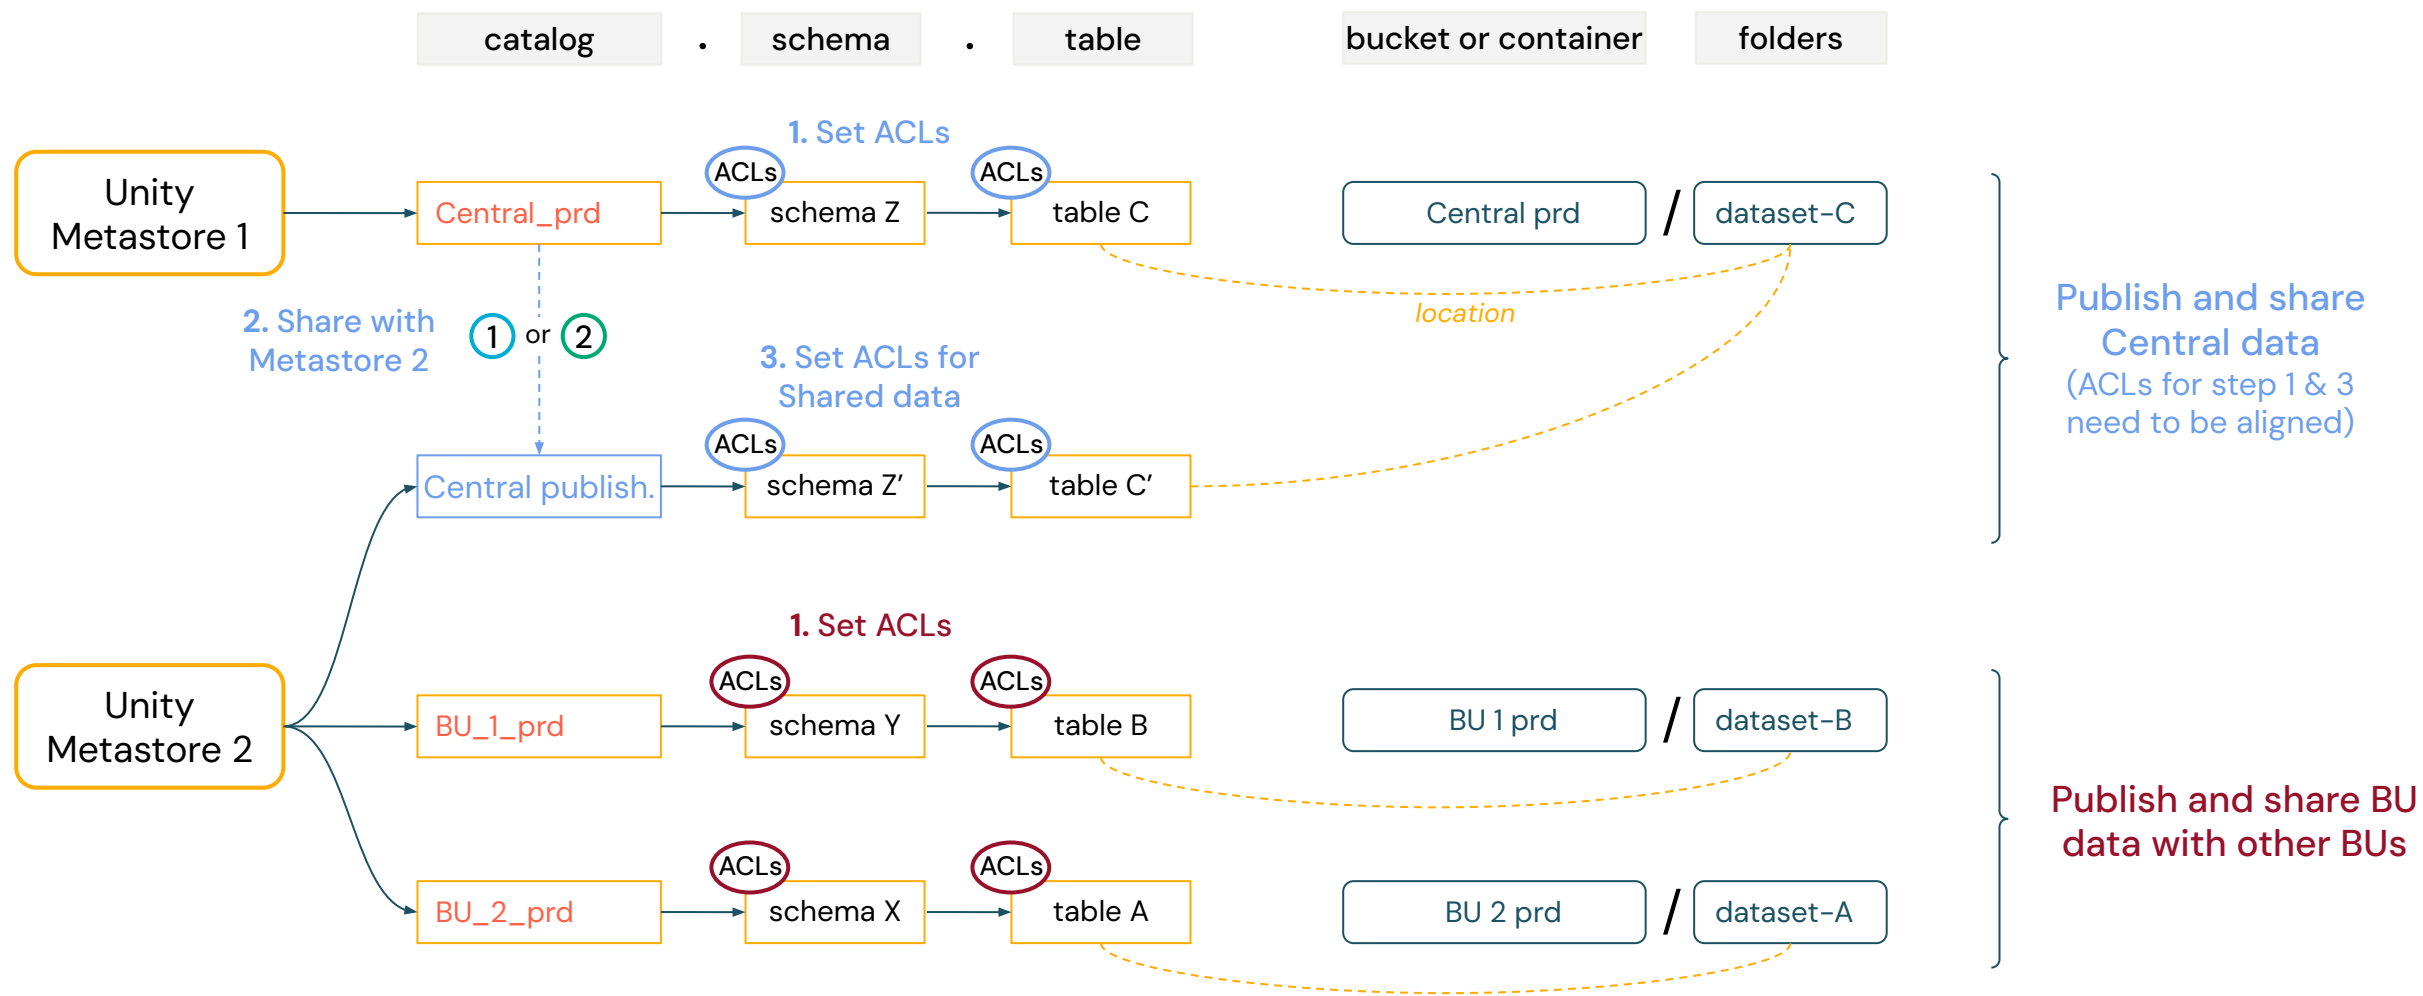 catalog . schema . table bucket or container folders
1. Set ACLs
Unity
Metastore 1
Central_prd
ACLs
schema Z
ACLs
table C
Central prd / dataset-C
location
2. Share with
Metastore 2
1 or 2
3. Set ACLs for
Shared data
Central publish.
ACLs
schema Z’
ACLs
table C’
Publish and share
Central data
(ACLs for step 1 & 3
need to be aligned)
Unity
Metastore 2
1. Set ACLs
BU_1_prd
ACLs
schema Y
ACLs
table B
BU 1 prd / dataset-B
BU_2_prd
ACLs
schema X
ACLs
table A
BU 2 prd / dataset-A
Publish and share BU
data with other BUs